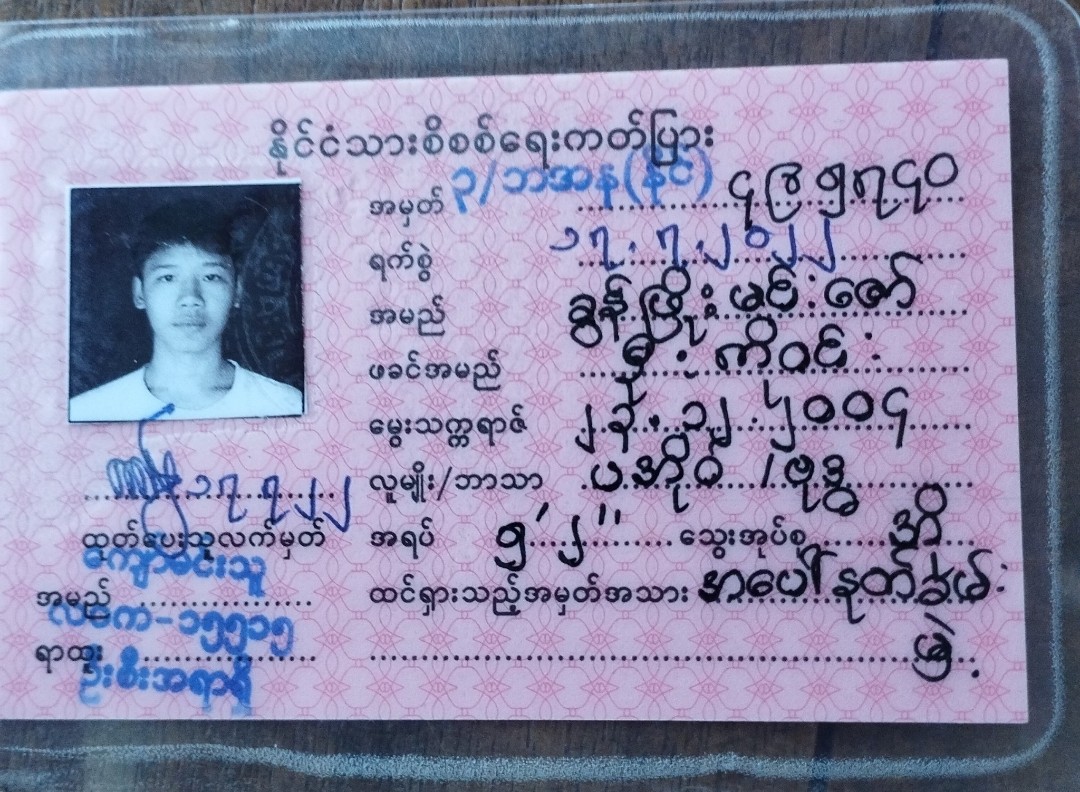 နိုင်ငံသားစိစစ်ရေးကတ်ပြား
အမှတ် ၃/ဘအန(နိုင်) ၄၉၅၇၄၀
ရက်စွဲ ၁၇.၇.၂၀၂၂
အမည် ခွန်ဖြိုးမင်းဇော်
ဖခင်အမည် ဦးကိုဝင်း
မွေးသက္ကရာဇ် ၂၃.၁၂.၂၀၀၄
လူမျိုး/ဘာသာ ပအိုဝ် /ဗုဒ္ဓ
၁၇.၇.၂၂
ထုတ်ပေးသူလက်မှတ်
အရပ် ၅' ၂'' သွေးအုပ်စု အို
ထင်ရှားသည့်အမှတ်အသား အပေါ်နှုတ်ခမ်း
မှဲ့
ကျော်မင်းသူ
အမည်
လဝက-၁၅၅၁၅
ရာထူး
ဦးစီးအရာရှိ